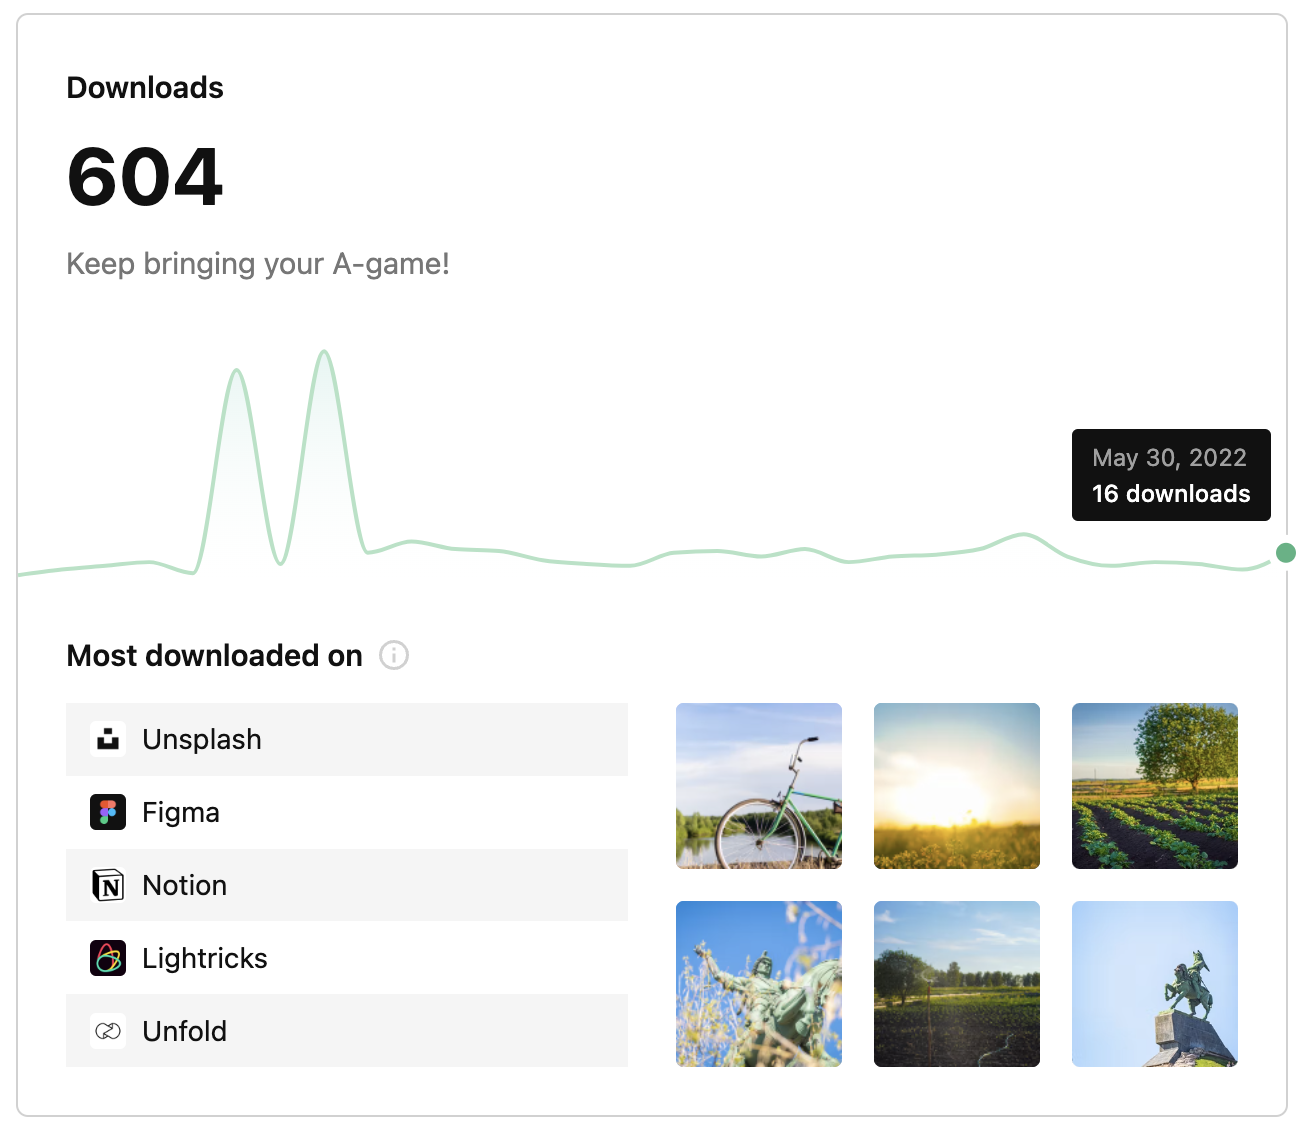 Downloads
604
Keep bringing your A-game!
May 30, 2022
16 downloads
Most downloaded on
Unsplash
Figma
Notion
Lightricks
Unfold